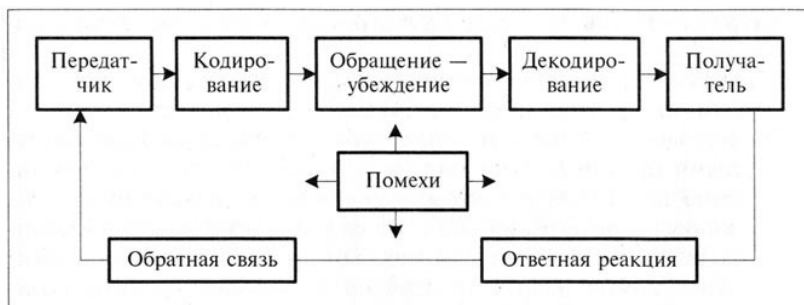 Передат-
чик
Кодиро-
вание
Обращение —
убеждение
Декодиро-
вание
Получа-
тель
Помехи
Обратная связь
Ответная реакция